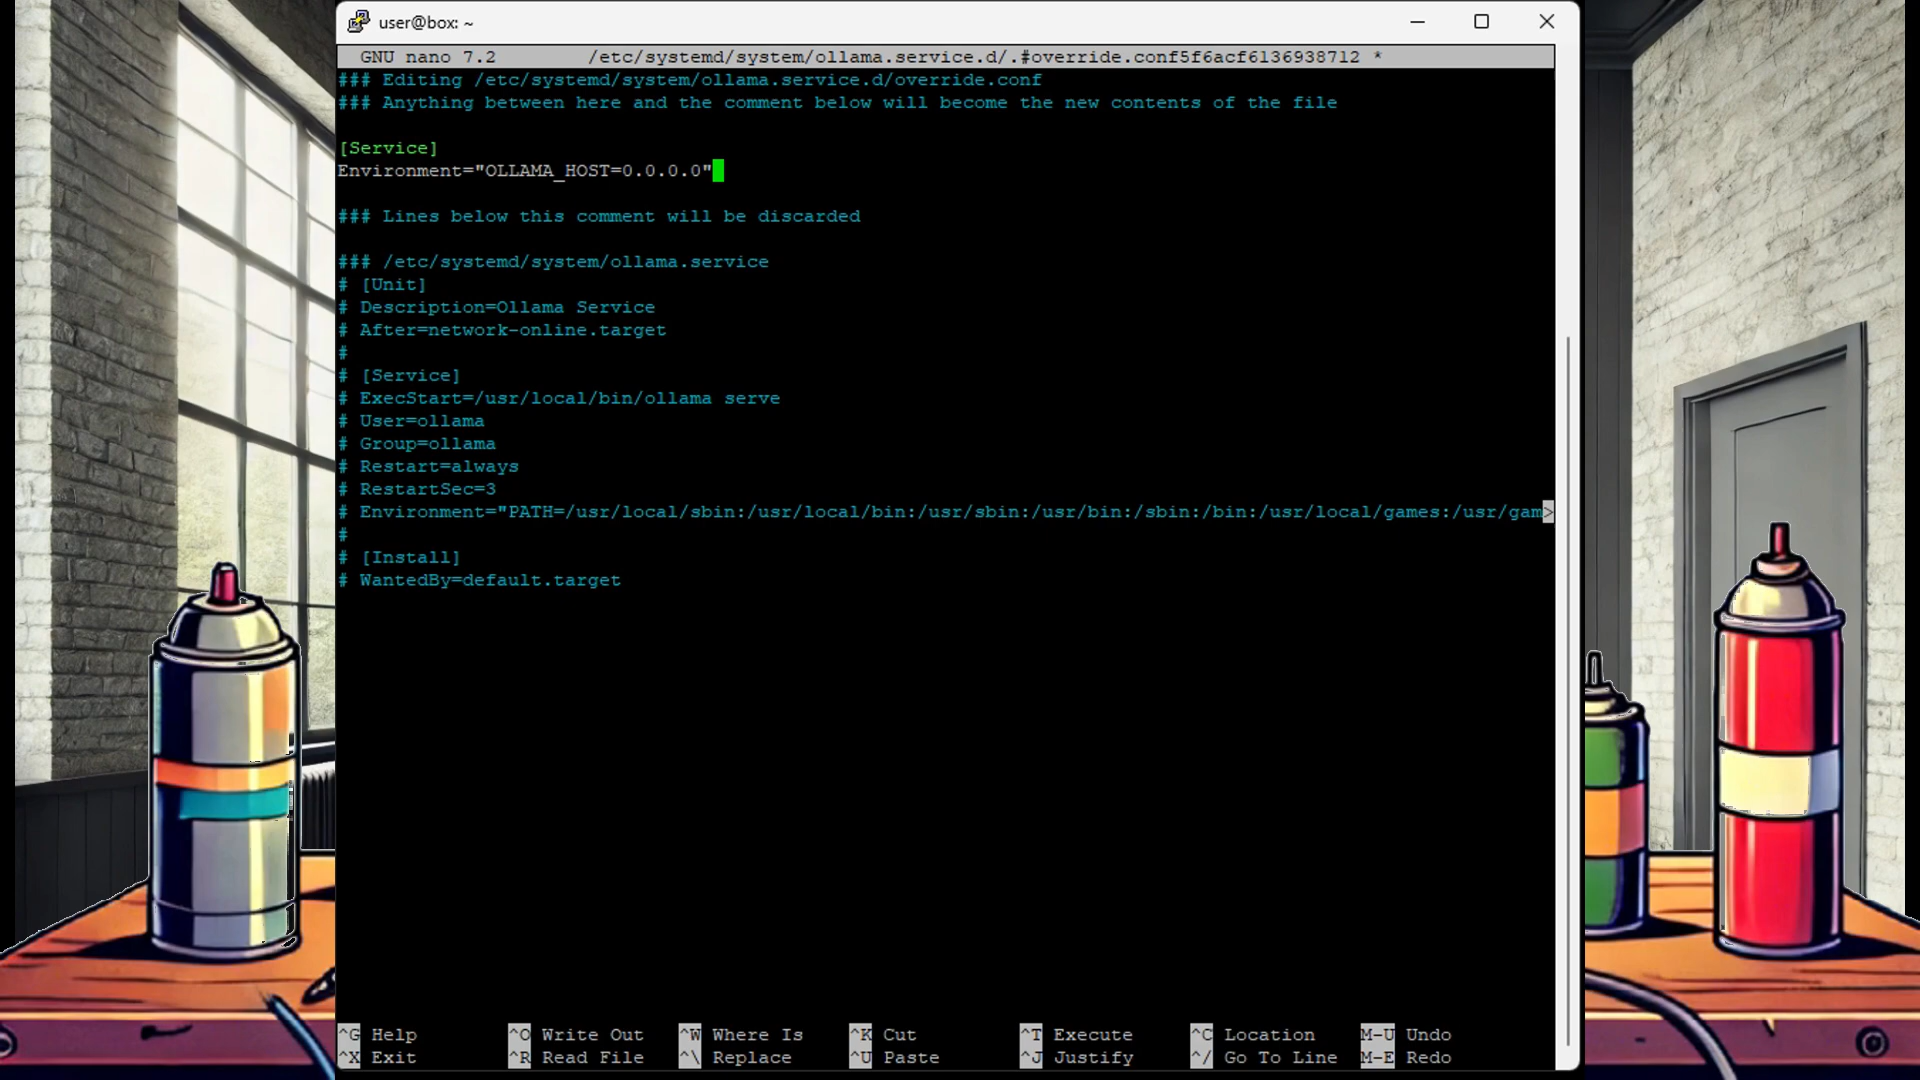 user@box: ~
GNU nano 7.2 /etc/systemd/system/ollama.service.d/.#override.conf5f6acf6136938712 *
### Editing /etc/systemd/system/ollama.service.d/override.conf
### Anything between here and the comment below will become the new contents of the file
[Service]
Environment="OLLAMA_HOST=0.0.0.0"
### Lines below this comment will be discarded
### /etc/systemd/system/ollama.service
# [Unit]
# Description=Ollama Service
# After=network-online.target
#
# [Service]
# ExecStart=/usr/local/bin/ollama serve
# User=ollama
# Group=ollama
# Restart=always
# RestartSec=3
# Environment="PATH=/usr/local/sbin:/usr/local/bin:/usr/sbin:/usr/bin:/sbin:/bin:/usr/local/games:/usr/gam>
#
# [Install]
# WantedBy=default.target
^G Help ^O Write Out ^W Where Is ^K Cut ^T Execute ^C Location M-U Undo
^X Exit ^R Read File ^\ Replace ^U Paste ^J Justify ^/ Go To Line M-E Redo